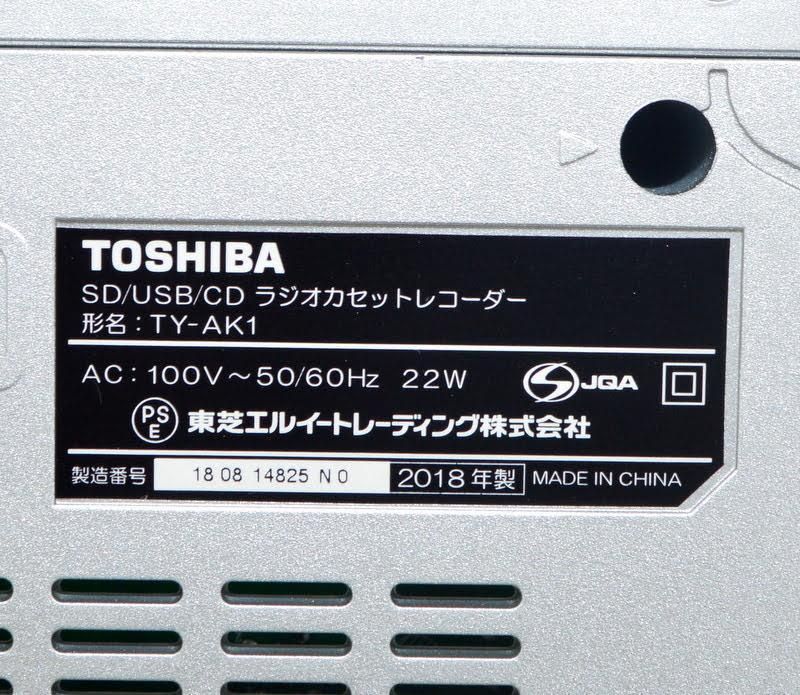 TOSHIBA
SD/USB/CD ラジオカセットレコーダー
形名：TY-AK1
AC：100V～50/60Hz 22W JQA
PSE 東芝エルイートレーディング株式会社
製造番号 18 08 14825 N 0 2018年製 MADE IN CHINA